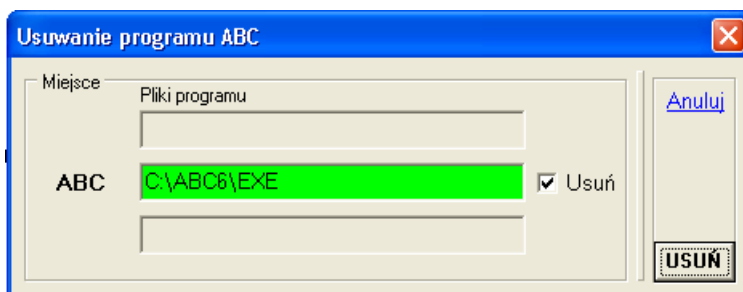 Usuwanie programu ABC
Miejsce
Pliki programu
Anuluj
ABC C:\ABC6\EXE Usuń
USUŃ